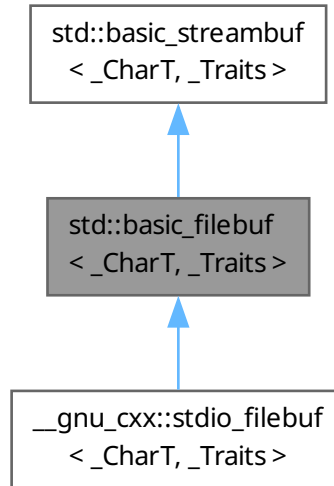 std::basic_streambuf
< _CharT, _Traits >
std::basic_filebuf
< _CharT, _Traits >
__gnu_cxx::stdio_filebuf
< _CharT, _Traits >